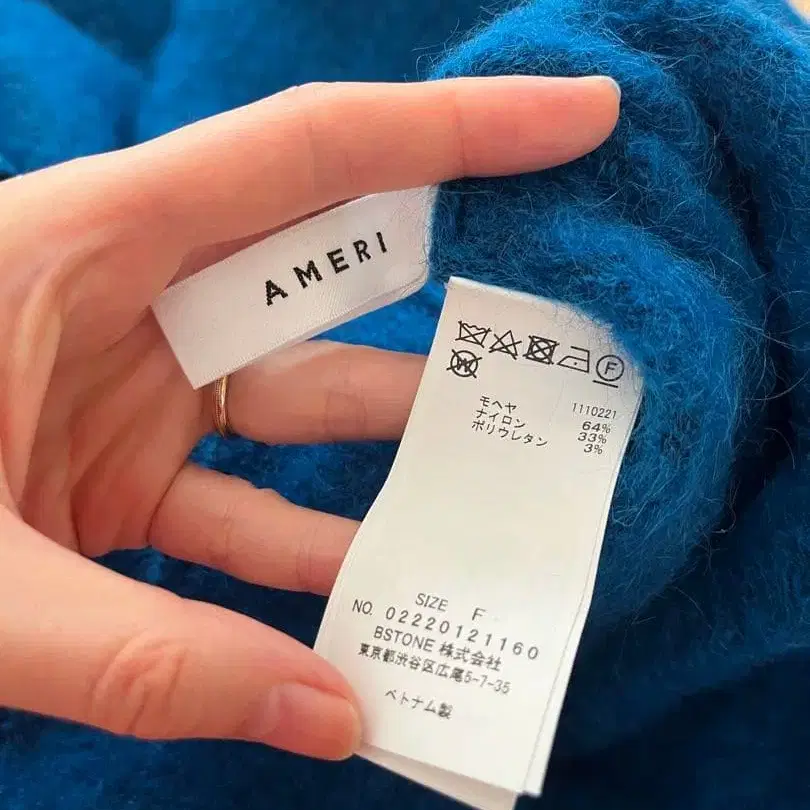 AMERI
F
W
1110221
モヘヤ 64%
ナイロン 33%
ポリウレタン 3%
SIZE F
NO. 02220121160
BSTONE 株式会社
東京都渋谷区広尾5-7-35
ベトナム製